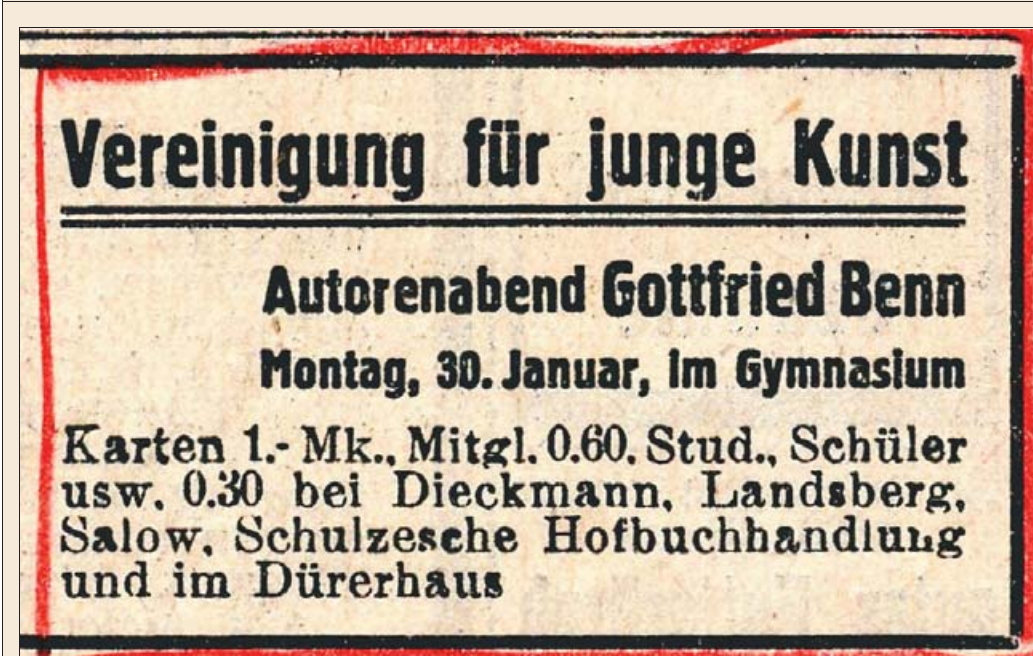 Vereinigung für junge Kunst
Autorenabend Gottfried Benn
Montag, 30. Januar, im Gymnasium
Karten 1.- Mk., Mitgl. 0.60. Stud., Schüler
usw. 0.30 bei Dieckmann, Landsberg,
Salow, Schulzesche Hofbuchhandlung
und im Dürerhaus